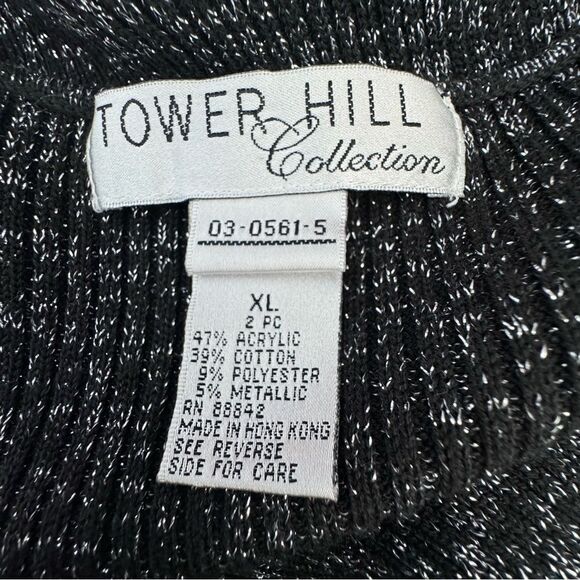 TOWER HILL
Collection
03-0561-5
XL
2 PC
47% ACRYLIC
39% COTTON
9% POLYESTER
5% METALLIC
RN 88842
MADE IN HONG KONG
SEE REVERSE
SIDE FOR CARE